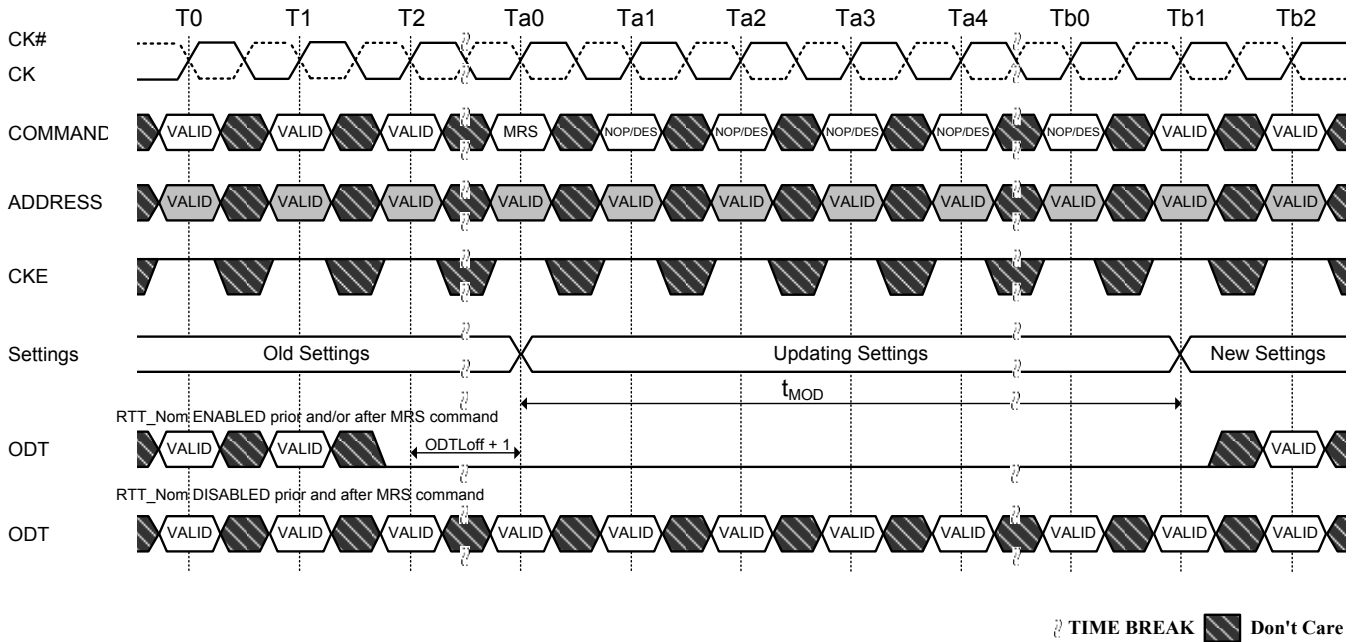 T0 T1 T2 Ta0 Ta1 Ta2 Ta3 Ta4 Tb0 Tb1 Tb2
CK#
CK
COMMAND VALID VALID VALID MRS NOP/DES NOP/DES NOP/DES NOP/DES NOP/DES VALID VALID
ADDRESS VALID VALID VALID VALID VALID VALID VALID VALID VALID VALID VALID
CKE
Settings Old Settings Updating Settings New Settings
tMOD
RTT_Nom ENABLED prior and/or after MRS command
ODT VALID VALID ODTLoff + 1 VALID
RTT_Nom DISABLED prior and after MRS command
ODT VALID VALID VALID VALID VALID VALID VALID VALID VALID VALID VALID
TIME BREAK Don't Care